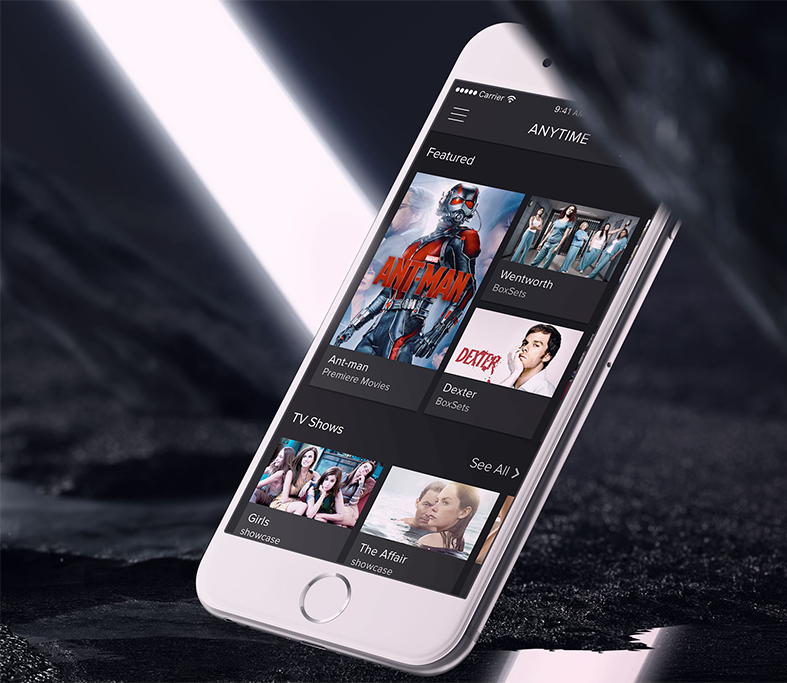 Carrier
9:41 AM
ANYTIME
Featured
MARVEL
ANT-MAN
Ant-man
Premiere Movies
Wentworth
BoxSets
DEXTER
Dexter
BoxSets
TV Shows
See All
Girls
showcase
The Affair
showcase